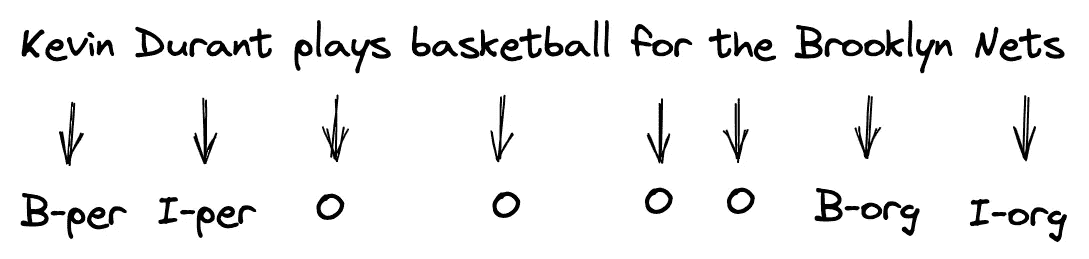 Kevin Durant plays basketball for the Brooklyn Nets
B-per I-per O O O O B-org I-org